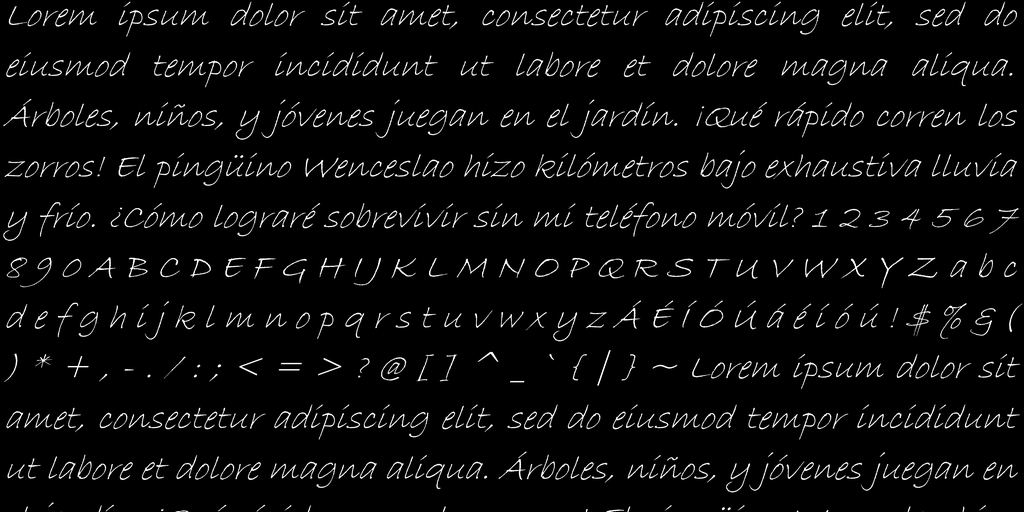 Lorem ipsum dolor sit amet, consectetur adipiscing elit, sed do
eiusmod tempor incididunt ut labore et dolore magna aliqua.
Árboles, niños, y jóvenes juegan en el jardín. ¡Qué rápido corren los
zorros! El pingüino Wenceslao hizo kilómetros bajo exhaustiva lluvia
y frío. ¿Cómo lograré sobrevivir sin mi teléfono móvil? 1 2 3 4 5 6 7
8 9 0 A B C D E F G H I J K L M N O P Q R S T U V W X Y Z a b c
d e f g h i j k l m n o p q r s t u v w x y z Á É Í Ó Ú á é í ó ú ! $ % & (
) * + , - . / : ; < = > ? @ [ ] ^ _ ` { | } ~ Lorem ipsum dolor sit
amet, consectetur adipiscing elit, sed do eiusmod tempor incididunt
ut labore et dolore magna aliqua. Árboles, niños, y jóvenes juegan en